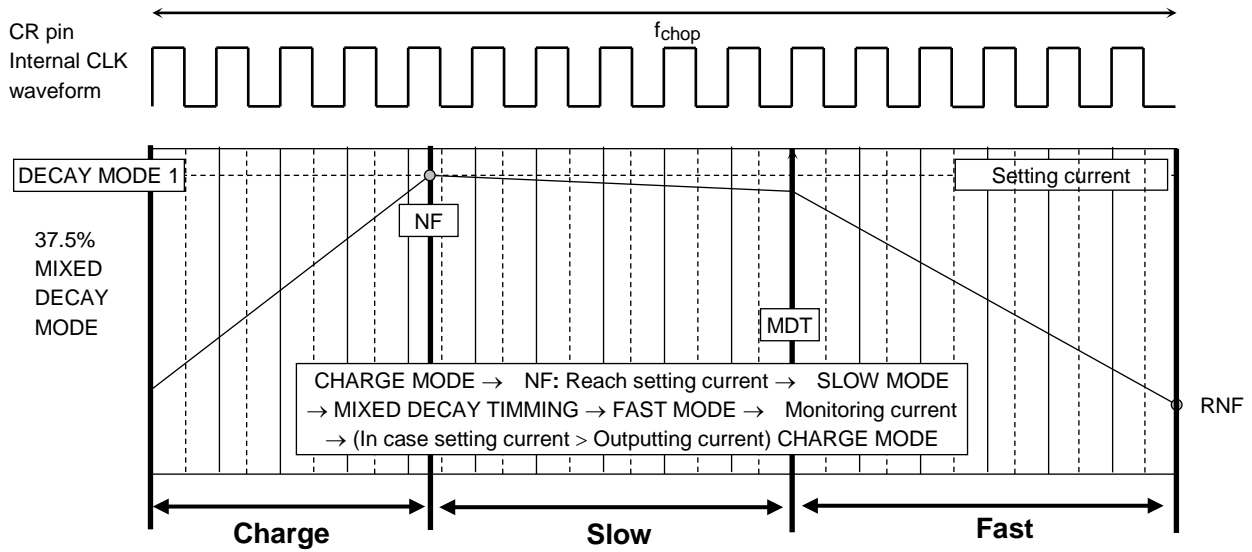 CR pin
Internal CLK
waveform
fchop
DECAY MODE 1
Setting current
NF
37.5%
MIXED
DECAY
MODE
MDT
CHARGE MODE → NF: Reach setting current → SLOW MODE
→ MIXED DECAY TIMMING → FAST MODE → Monitoring current
→ (In case setting current > Outputting current) CHARGE MODE
RNF
Charge
Slow
Fast